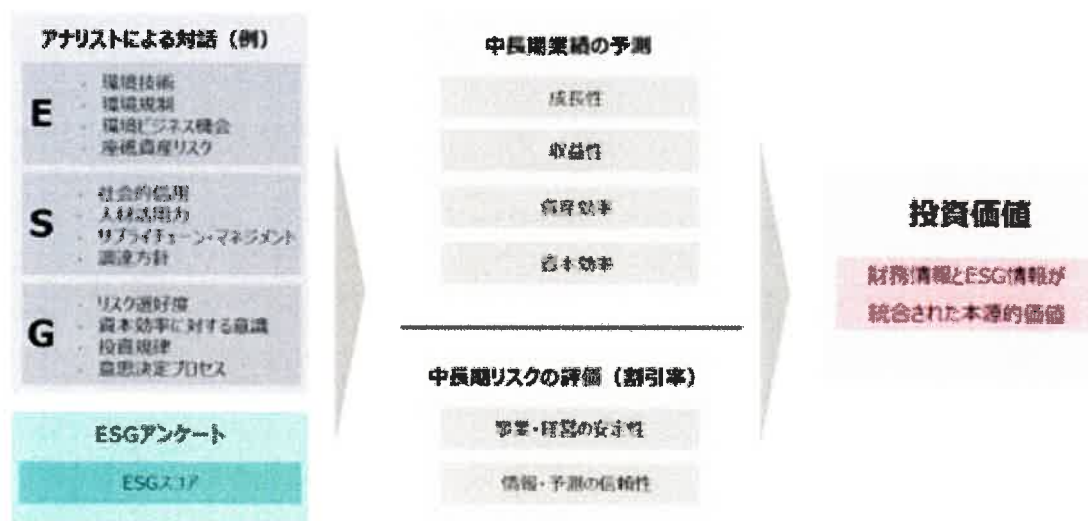 アナリストによる対話（例）
E
- 環境技術
- 環境規制
- 環境ビジネス機会
- 座礁資産リスク
S
- 社会的信用
- 人材活用力
- サプライチェーン・マネジメント
- 調達方針
G
- リスク選好度
- 資本効率に対する意識
- 投資規律
- 意思決定プロセス
ESGアンケート
ESGスコア
中長期業績の予測
成長性
収益性
資産効率
資本効率
中長期リスクの評価（割引率）
事業・経営の安定性
情報・予測の信頼性
投資価値
財務情報とESG情報が
統合された本源的価値